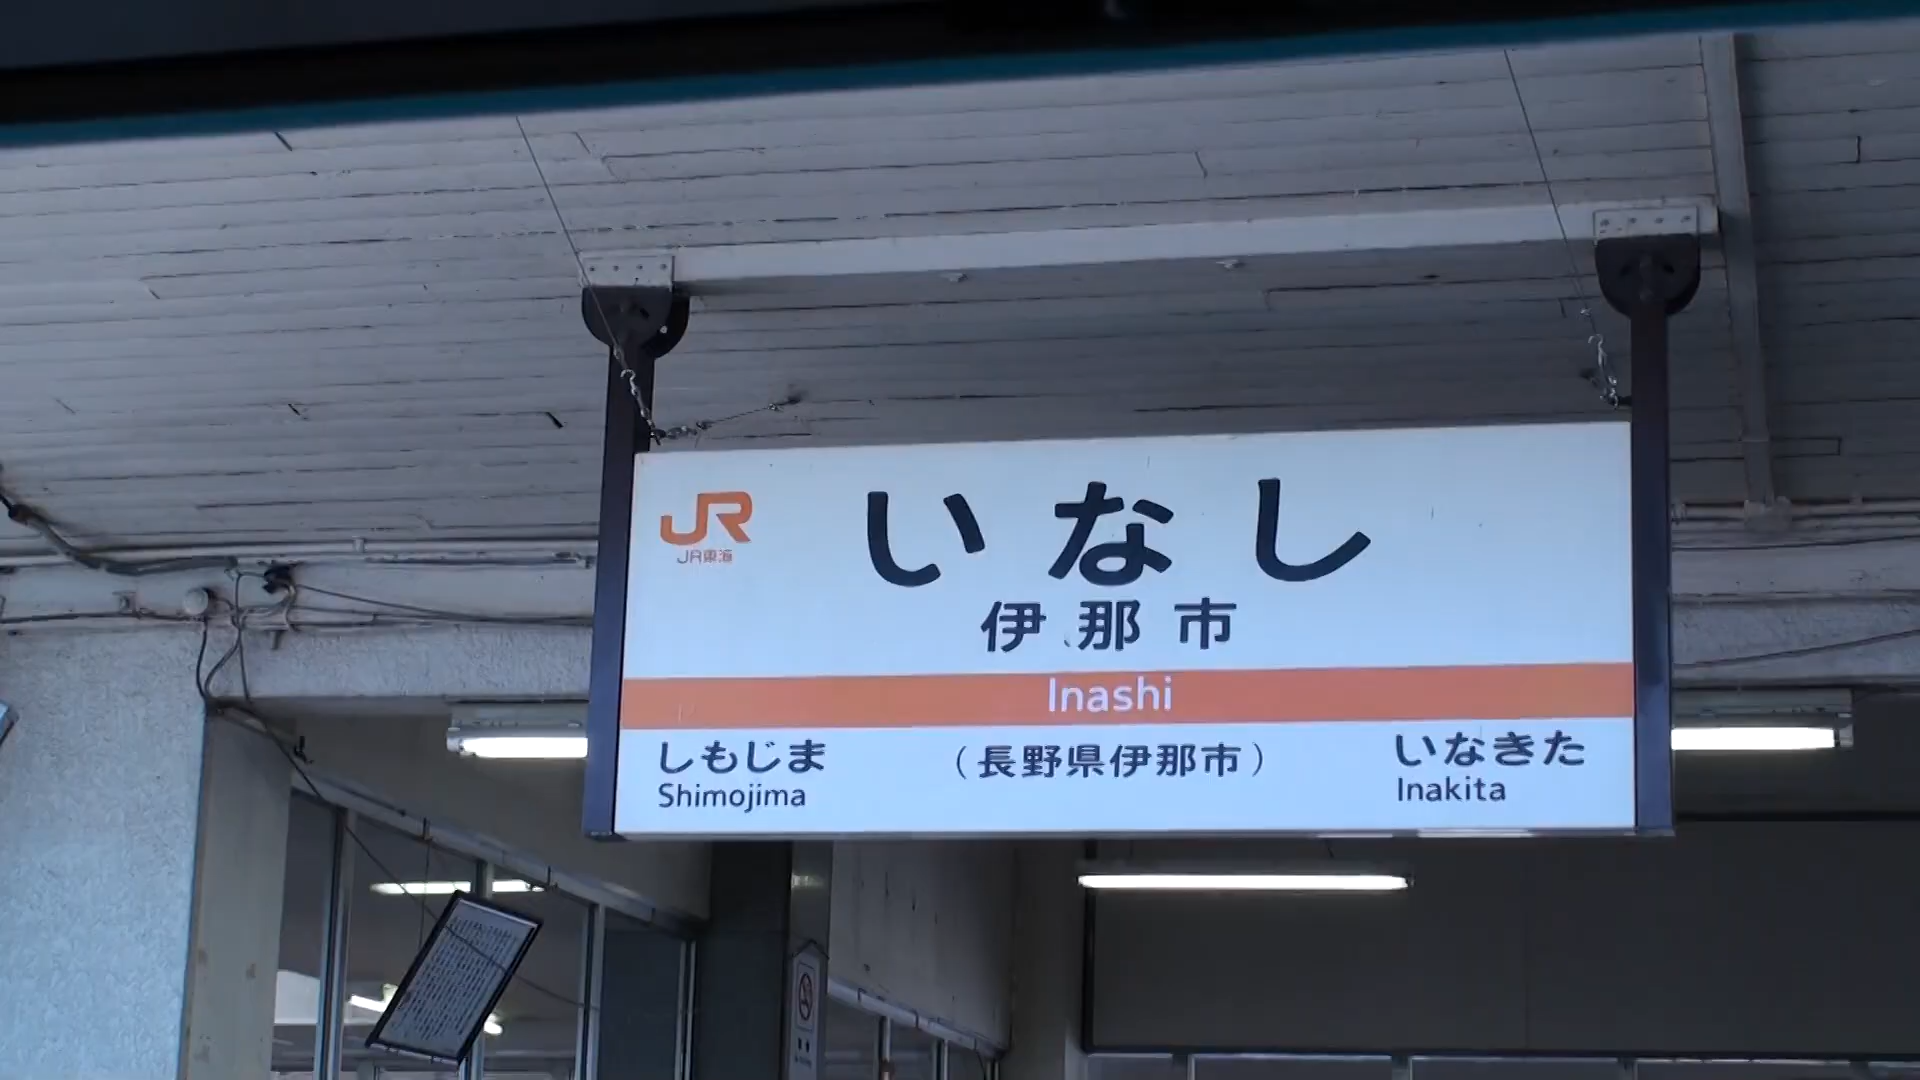 JR
JR東海
いなし
伊那市
Inashi
しもじま
Shimojima
（長野県伊那市）
いなきた
Inakita